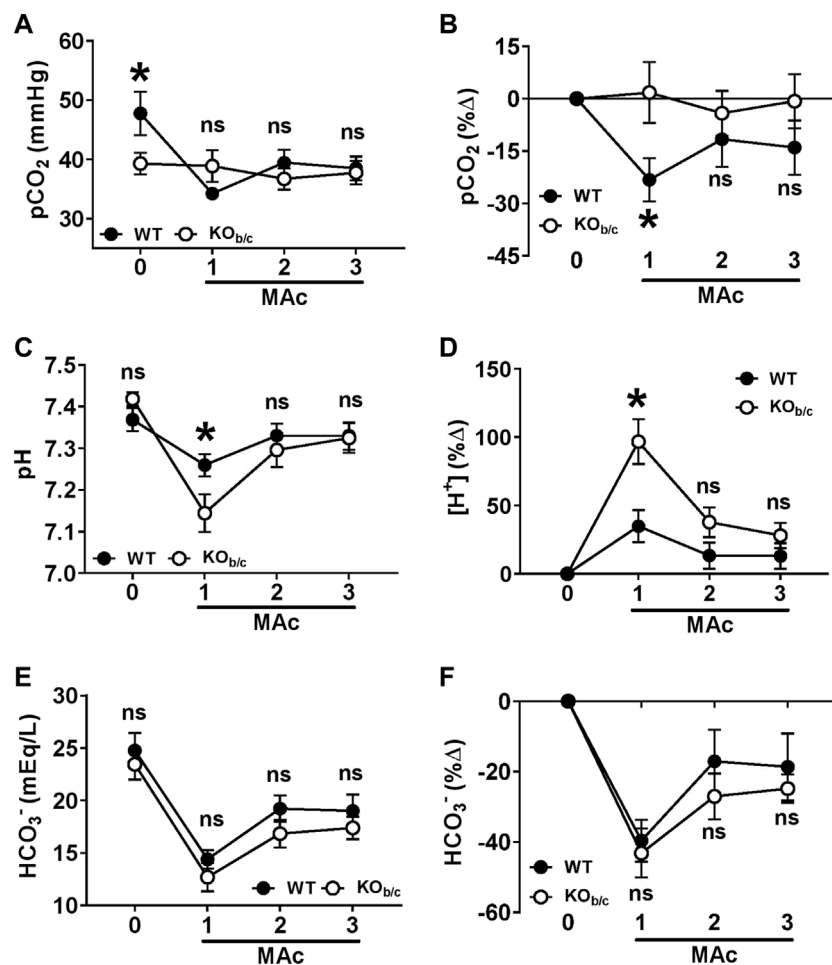 A
pCO₂ (mmHg)
60
50
40
30
*
ns
ns
ns
WT
KOb/c
0
1
2
3
MAc
B
pCO₂ (%Δ)
15
0
-15
-30
-45
WT
KOb/c
*
ns
ns
0
1
2
3
MAc
C
pH
7.5
7.4
7.3
7.2
7.1
7.0
ns
*
ns
ns
WT
KOb/c
0
1
2
3
MAc
D
[H⁺] (%Δ)
150
100
50
0
WT
KOb/c
*
ns
ns
0
1
2
3
MAc
E
HCO₃⁻ (mEq/L)
30
25
20
15
10
ns
ns
ns
ns
WT
KOb/c
0
1
2
3
MAc
F
HCO₃⁻ (%Δ)
0
-20
-40
-60
WT
KOb/c
ns
ns
ns
0
1
2
3
MAc